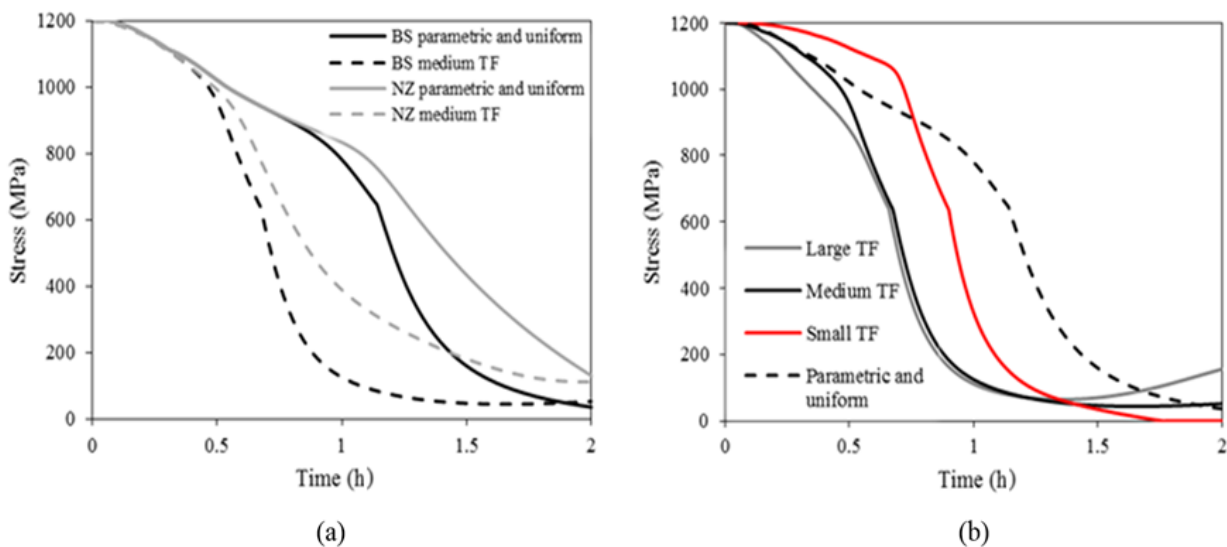 1200
1000
800
600
400
200
0
Stress (MPa)
BS parametric and uniform
BS medium TF
NZ parametric and uniform
NZ medium TF
0
0.5
1
1.5
2
Time (h)
(a)
1200
1000
800
600
400
200
0
Stress (MPa)
Large TF
Medium TF
Small TF
Parametric and
uniform
0
0.5
1
1.5
2
Time (h)
(b)